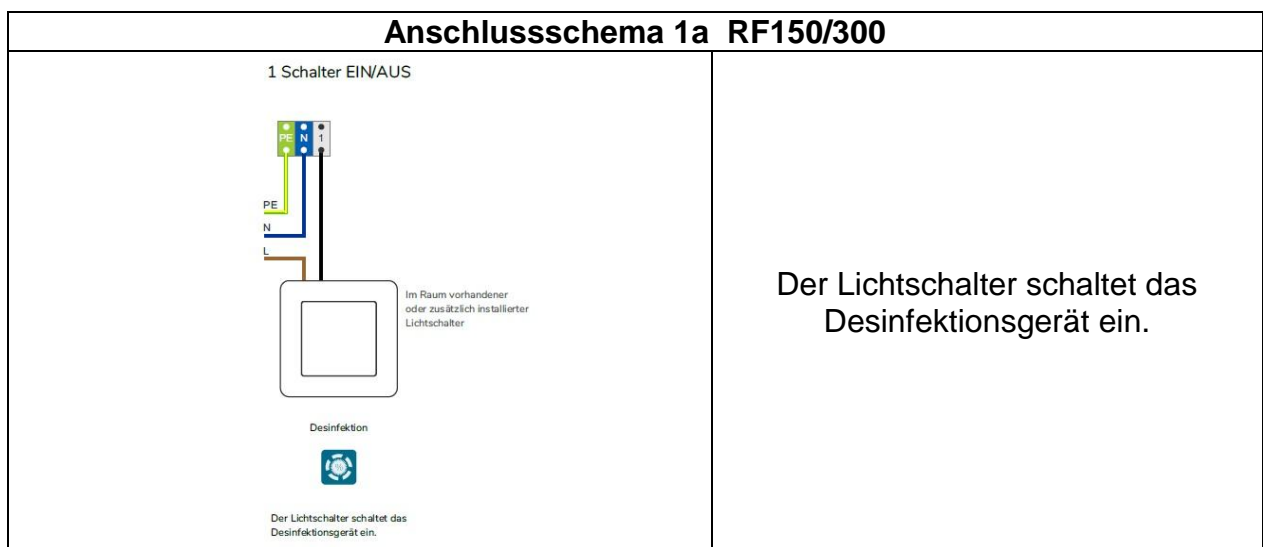 Anschlussschema 1a RF150/300
1 Schalter EIN/AUS
PE N 1
PE
N
L
Im Raum vorhandener
oder zusätzlich installierter
Lichtschalter
Desinfektion
Der Lichtschalter schaltet das
Desinfektionsgerät ein.
Der Lichtschalter schaltet das
Desinfektionsgerät ein.